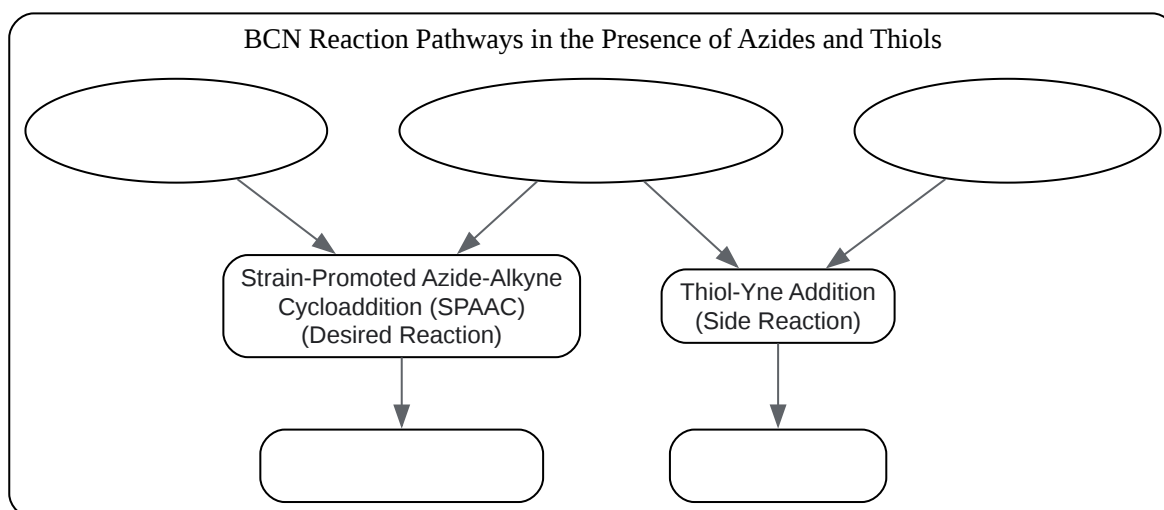 BCN Reaction Pathways in the Presence of Azides and Thiols
Strain-Promoted Azide-Alkyne
Cycloaddition (SPAAC)
(Desired Reaction)
Thiol-Yne Addition
(Side Reaction)